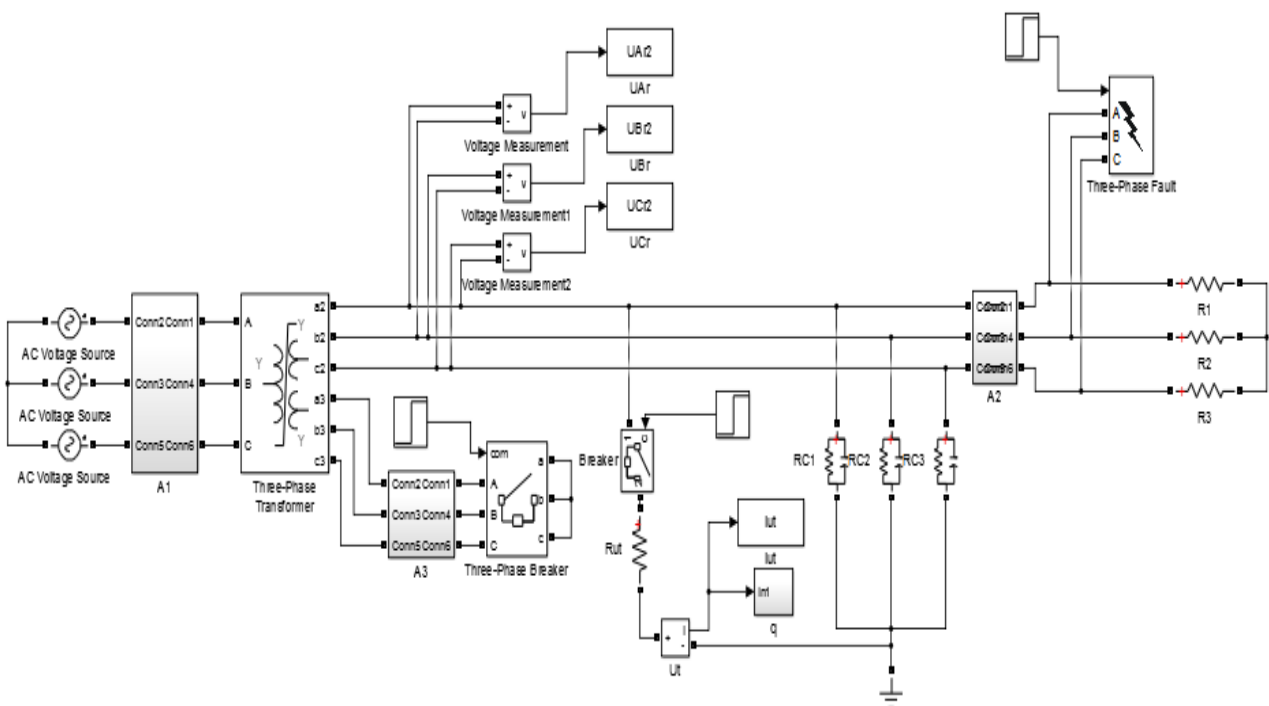 UAr2
UAr
+
-
v
Voltage Measurement
UBr2
UBr
+
-
v
Voltage Measurement1
UCr2
UCr
+
-
v
Voltage Measurement2
A
B
C
Three-Phase Fault
AC Voltage Source
AC Voltage Source
AC Voltage Source
Conn2 Conn1
Conn3 Conn4
Conn5 Conn6
A1
A
B
C
Y
Y
Y
a2
b2
c2
a3
b3
c3
Three-Phase
Transformer
Conn2 Conn1
Conn3 Conn4
Conn5 Conn6
A3
com
A
B
C
a
b
c
Three-Phase Breaker
Breaker
1
c
2
+
Rut
Iut
Iut
In1
q
+
i
-
Ut
RC1
+
RC2
+
RC3
+
A2
+
R1
+
R2
+
R3